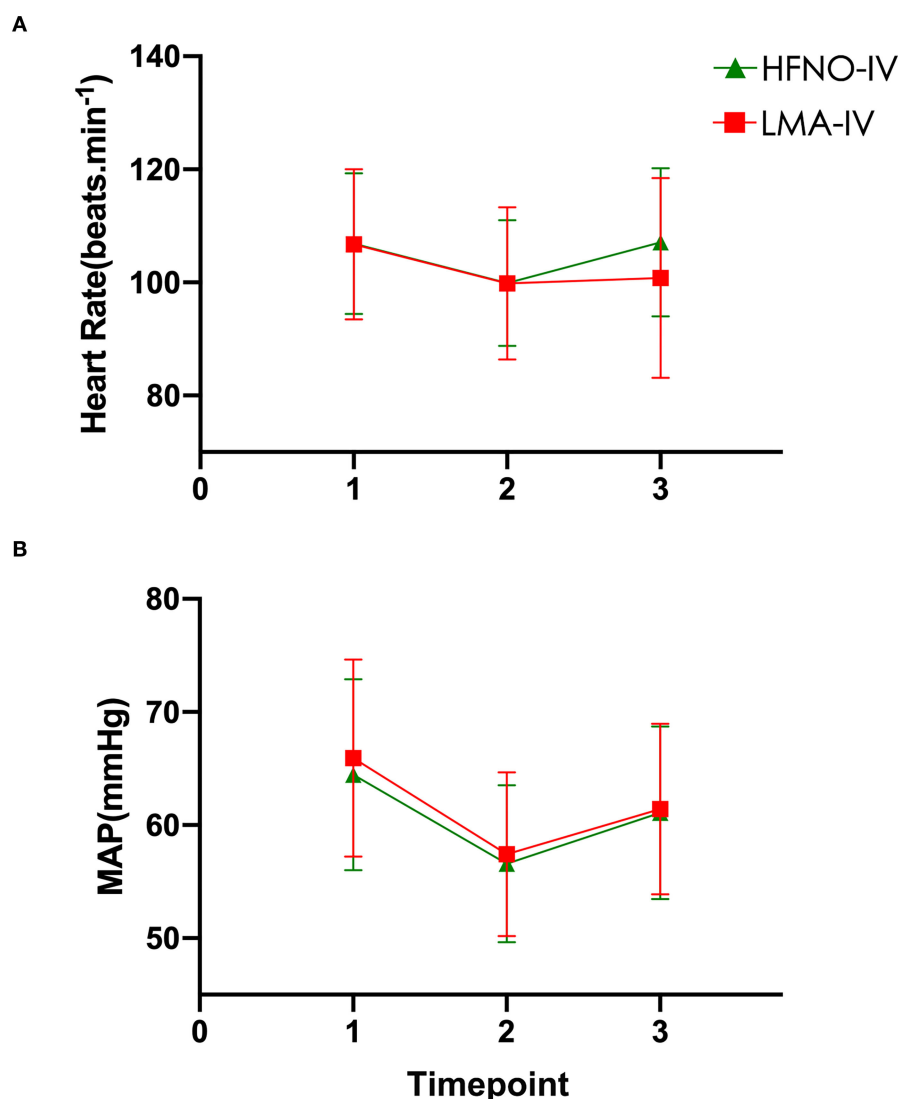 A
140
120
100
80
Heart Rate(beats.min⁻¹)
0
1
2
3
HFNO-IV
LMA-IV
B
80
70
60
50
MAP(mmHg)
0
1
2
3
Timepoint